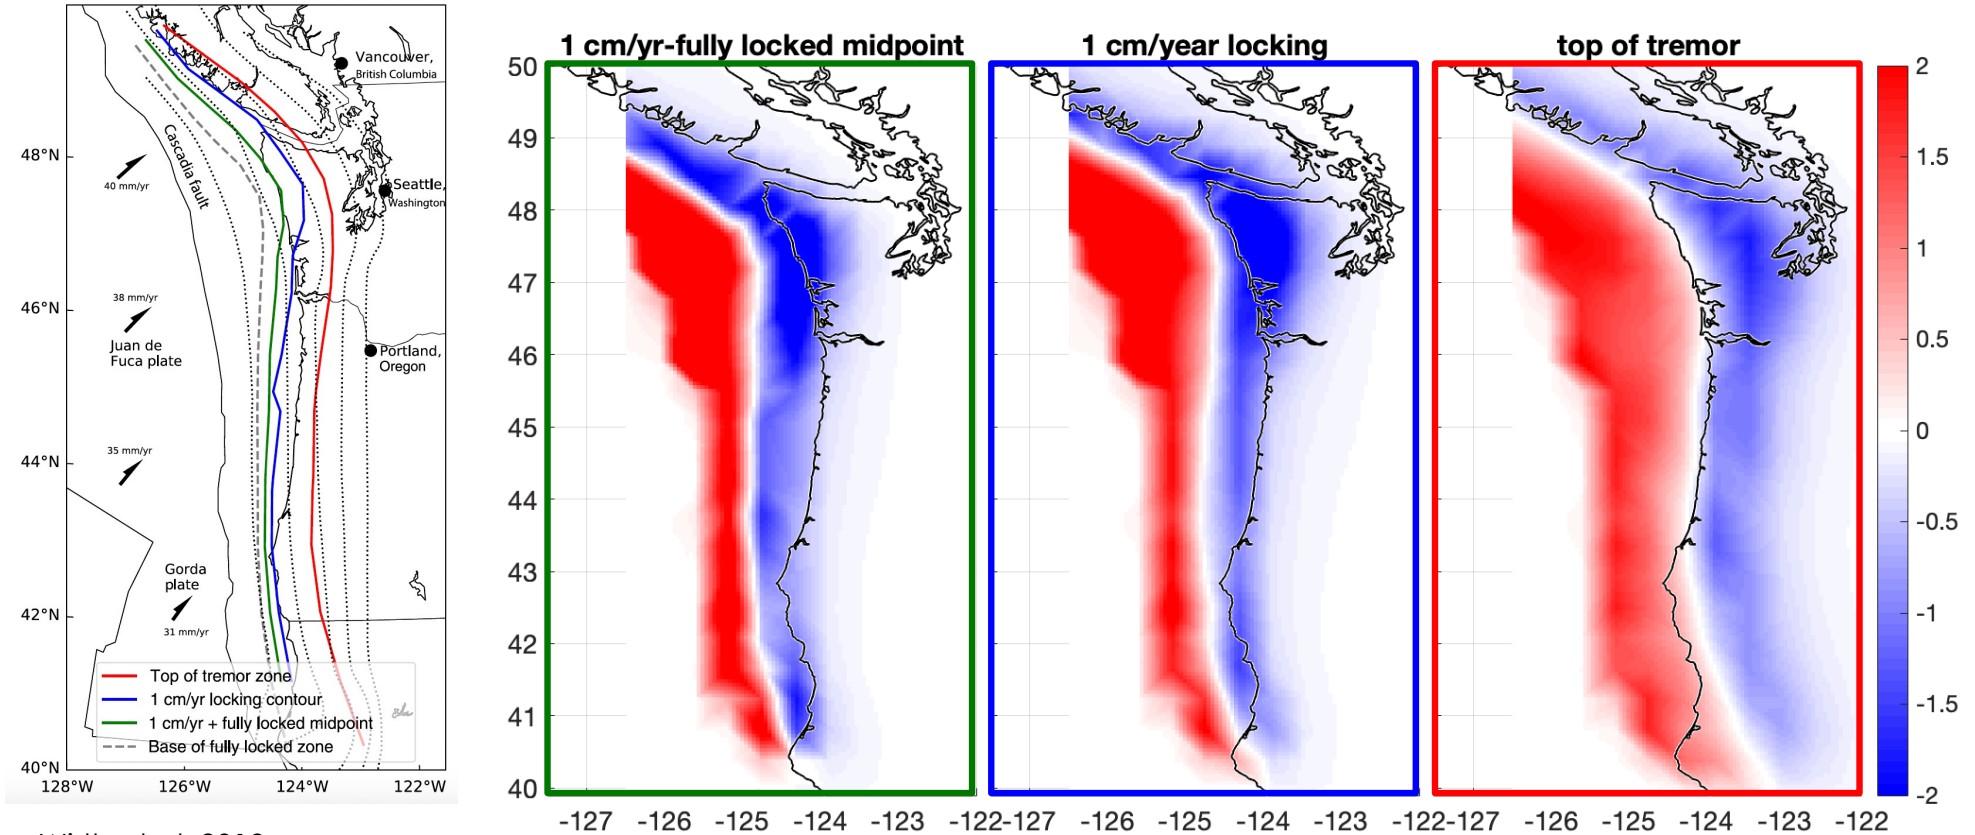 Vancouver,
British Columbia
48°N
Cascadia fault
40 mm/yr
Seattle,
Washington
46°N
38 mm/yr
Juan de
Fuca plate
Portland,
Oregon
44°N
35 mm/yr
Gorda
plate
42°N
31 mm/yr
Top of tremor zone
1 cm/yr locking contour
1 cm/yr + fully locked midpoint
Base of fully locked zone
40°N
128°W 126°W 124°W 122°W
1 cm/yr-fully locked midpoint
1 cm/year locking
top of tremor
50
49
48
47
46
45
44
43
42
41
40
-127 -126 -125 -124 -123 -122
-127 -126 -125 -124 -123 -122
-127 -126 -125 -124 -123 -122
2
1.5
1
0.5
0
-0.5
-1
-1.5
-2